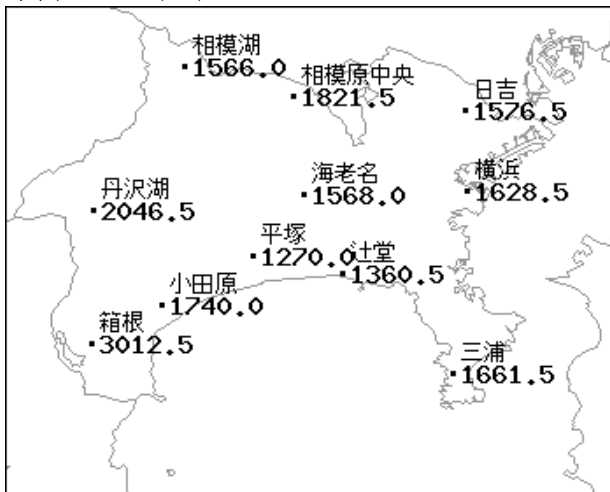 相模湖
1566.0
相模原中央
1821.5
日吉
1576.5
丹沢湖
2046.5
海老名
1568.0
横浜
1628.5
平塚
1270.0
辻堂
1360.5
小田原
1740.0
箱根
3012.5
三浦
1661.5